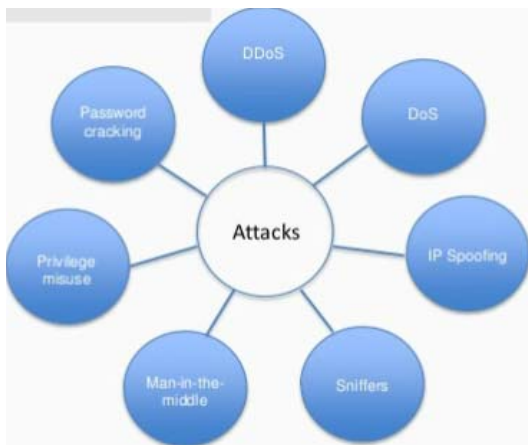 DDoS
DoS
IP Spoofing
Sniffers
Man-in-the-
middle
Privilege
misuse
Password
cracking
Attacks